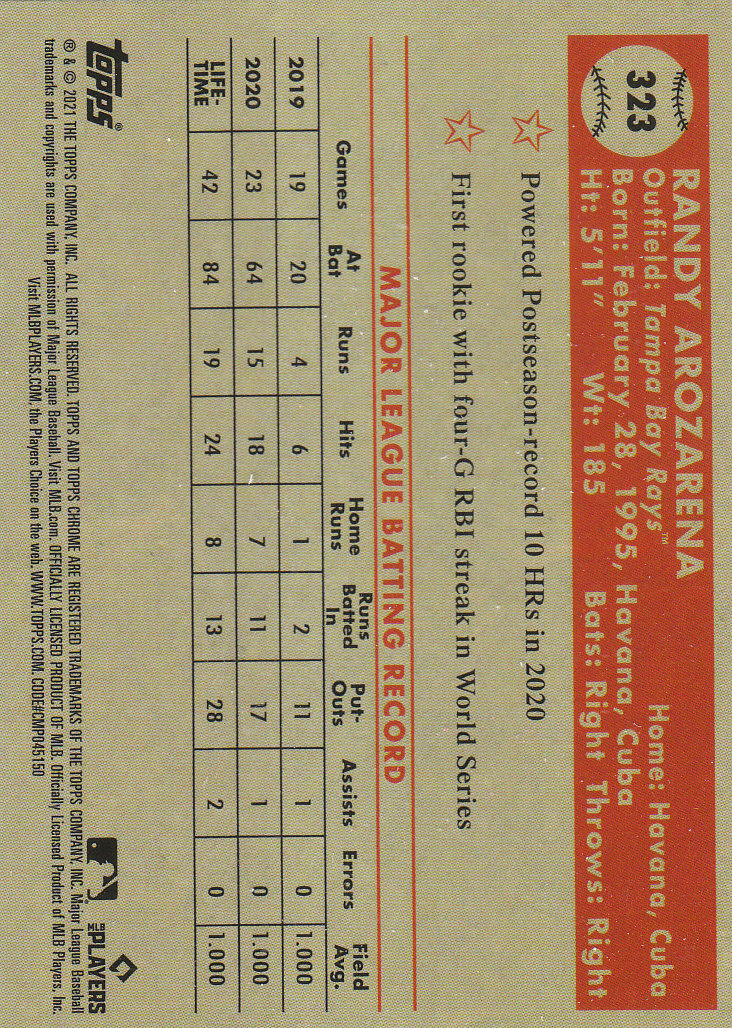 323
RANDY AROZARENA
Outfield: Tampa Bay Rays™ Home: Havana, Cuba
Born: February 28, 1995, Havana, Cuba
Ht: 5'11" Wt: 185 Bats: Right Throws: Right
Powered Postseason-record 10 HRs in 2020
First rookie with four-G RBI streak in World Series
MAJOR LEAGUE BATTING RECORD
Games At Bat Runs Hits Home Runs Runs Batted In Put-Outs Assists Errors Field Avg.
2019 19 20 4 6 1 2 11 1 0 1.000
2020 23 64 15 18 7 11 17 1 0 1.000
LIFE-TIME 42 84 19 24 8 13 28 2 0 1.000
topps®
MLB PLAYERS
® & © 2021 THE TOPPS COMPANY, INC. ALL RIGHTS RESERVED. TOPPS AND TOPPS CHROME ARE REGISTERED TRADEMARKS OF THE TOPPS COMPANY, INC. Major League Baseball
trademarks and copyrights are used with permission of Major League Baseball. Visit MLB.com. OFFICIALLY LICENSED PRODUCT OF MLB. Officially Licensed Product of MLB Players, Inc.
Visit MLBPLAYERS.COM, the Players Choice on the web. WWW.TOPPS.COM. CODE#CMP045150